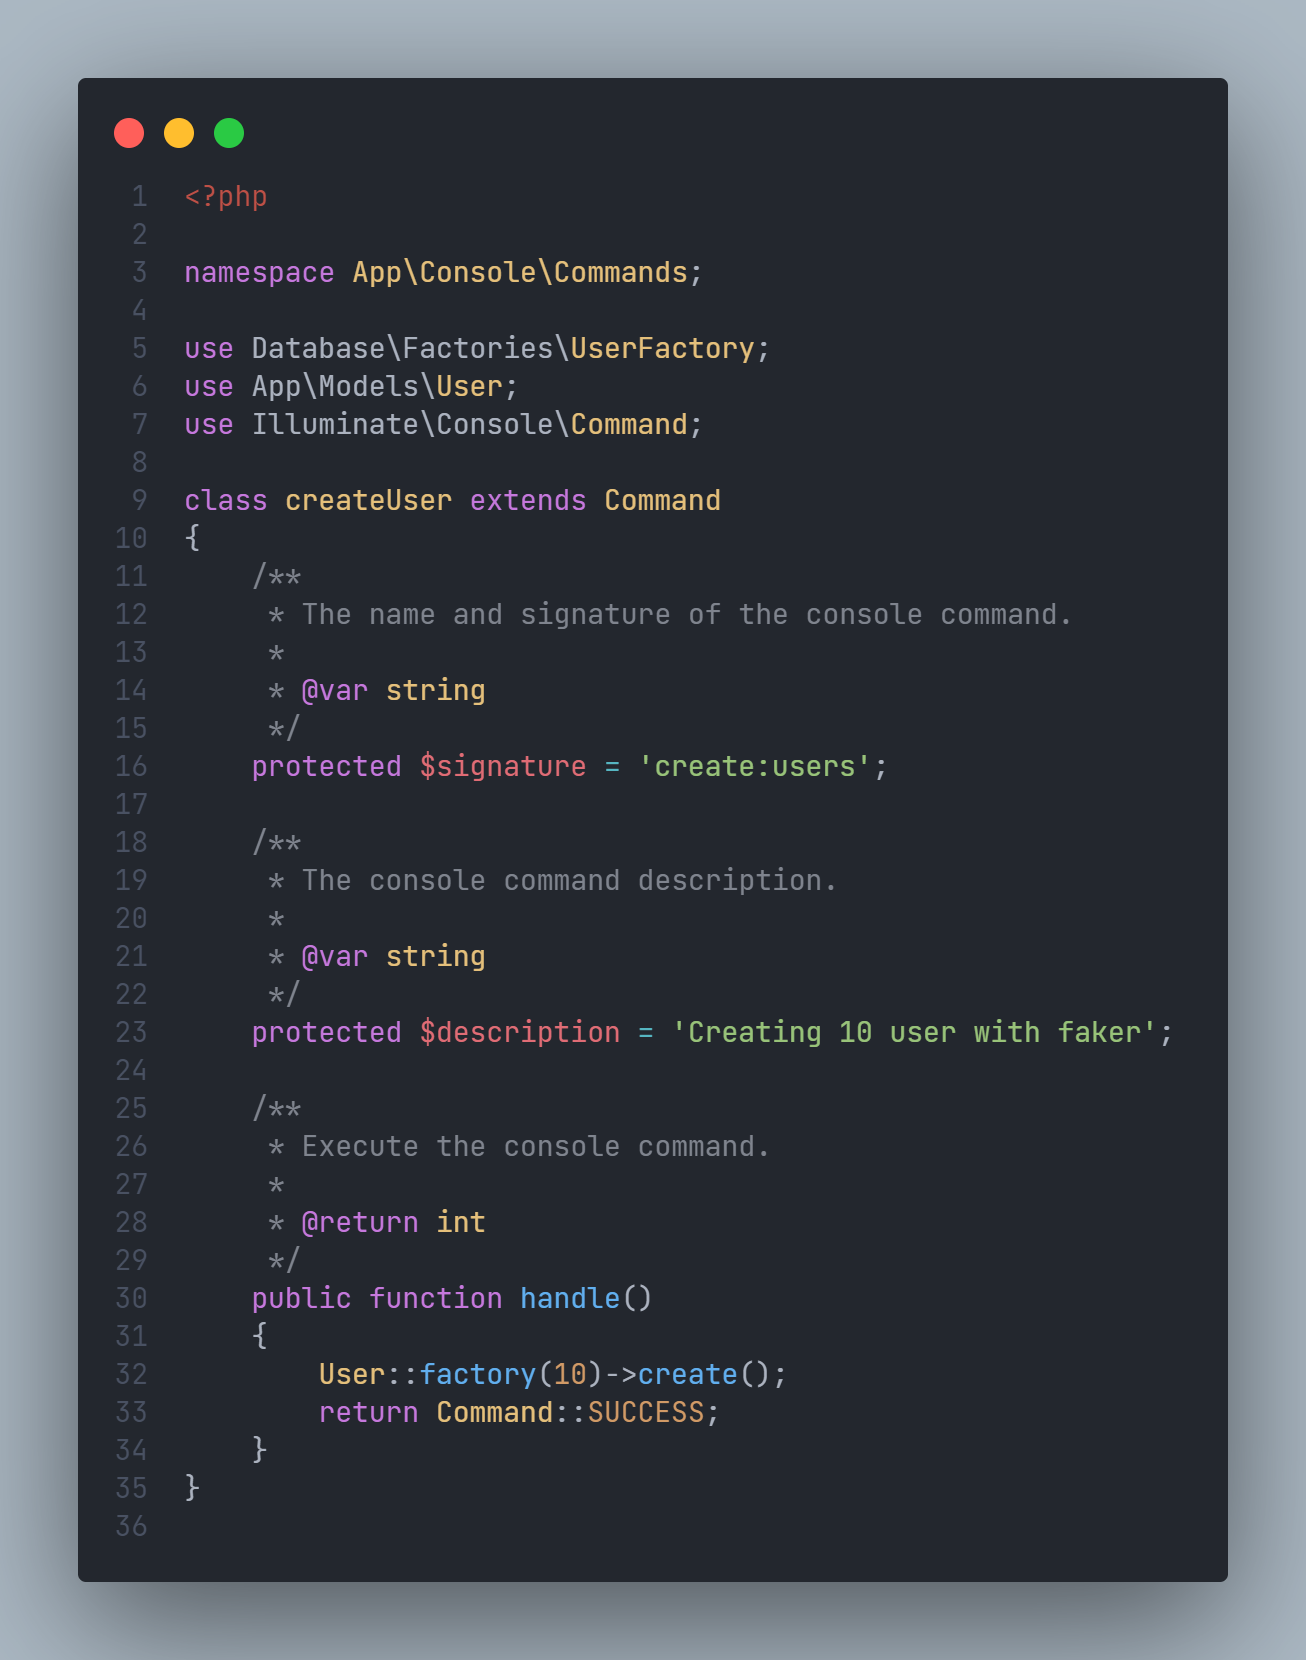 1 <?php
2
3 namespace App\Console\Commands;
4
5 use Database\Factories\UserFactory;
6 use App\Models\User;
7 use Illuminate\Console\Command;
8
9 class createUser extends Command
10 {
11     /**
12      * The name and signature of the console command.
13      *
14      * @var string
15      */
16     protected $signature = 'create:users';
17
18     /**
19      * The console command description.
20      *
21      * @var string
22      */
23     protected $description = 'Creating 10 user with faker';
24
25     /**
26      * Execute the console command.
27      *
28      * @return int
29      */
30     public function handle()
31     {
32         User::factory(10)->create();
33         return Command::SUCCESS;
34     }
35 }
36